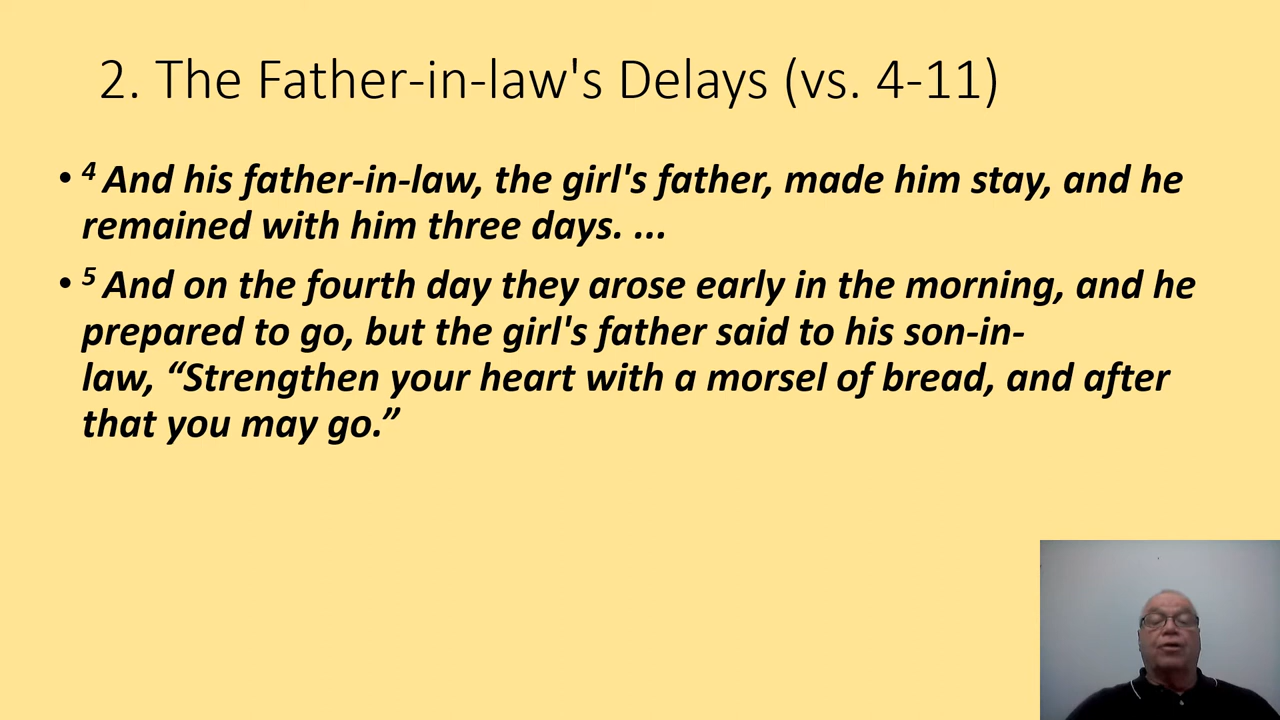 2. The Father-in-law's Delays (vs. 4-11)
• ⁴ And his father-in-law, the girl's father, made him stay, and he
remained with him three days. ...
• ⁵ And on the fourth day they arose early in the morning, and he
prepared to go, but the girl's father said to his son-in-
law, “Strengthen your heart with a morsel of bread, and after
that you may go.”